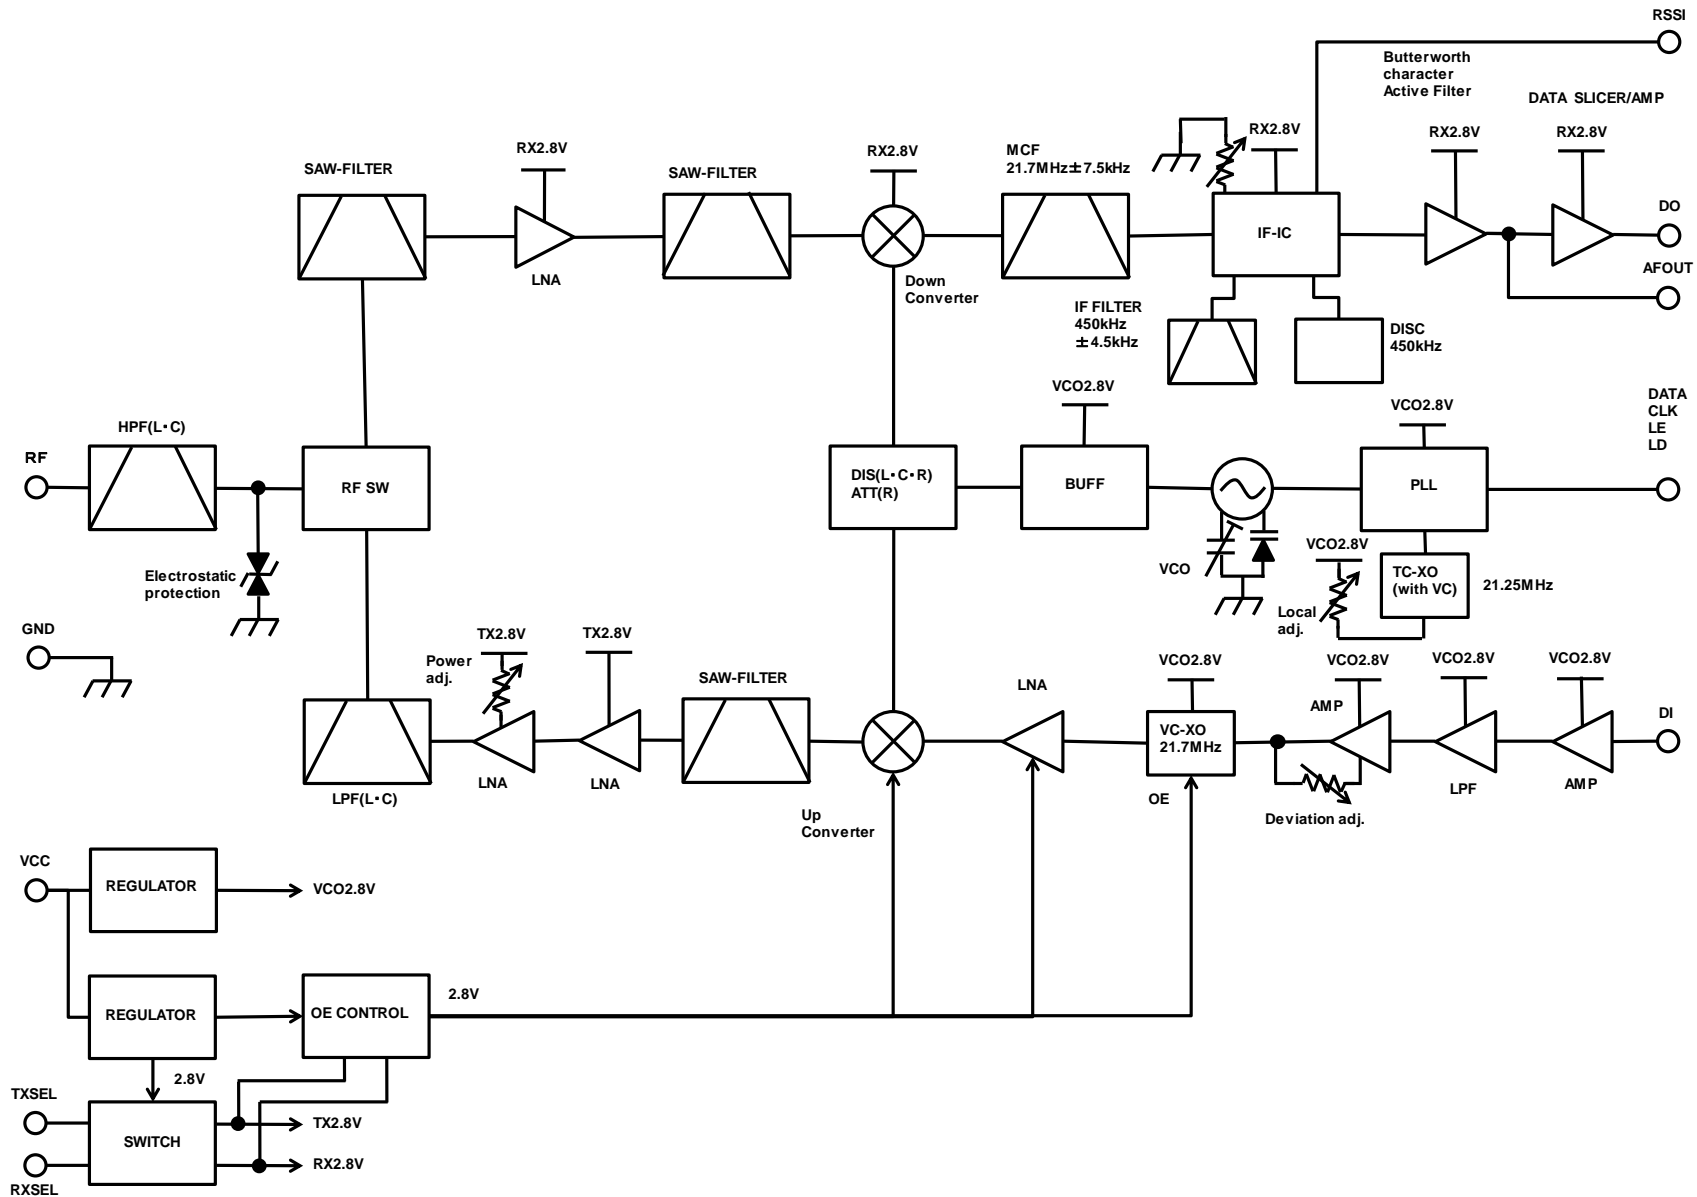 RSSI
Butterworth
character
Active Filter
DATA SLICER/AMP
RX2.8V
RX2.8V
RX2.8V
RX2.8V
RX2.8V
MCF
21.7MHz±7.5kHz
SAW-FILTER
SAW-FILTER
DO
IF-IC
AFOUT
LNA
Down
Converter
IF FILTER
450kHz
±4.5kHz
DISC
450kHz
VCO2.8V
VCO2.8V
DATA
CLK
LE
LD
HPF(L・C)
RF
RF SW
DIS(L・C・R)
ATT(R)
BUFF
PLL
VCO2.8V
Electrostatic
protection
VCO
TC-XO
(with VC)
21.25MHz
Local
adj.
GND
TX2.8V
TX2.8V
Power
adj.
SAW-FILTER
LNA
VCO2.8V
VCO2.8V
VCO2.8V
VCO2.8V
AMP
DI
VC-XO
21.7MHz
LNA
LNA
LPF(L・C)
OE
LPF
AMP
Up
Converter
Deviation adj.
VCC
REGULATOR
VCO2.8V
2.8V
REGULATOR
OE CONTROL
2.8V
TXSEL
TX2.8V
SWITCH
RX2.8V
RXSEL